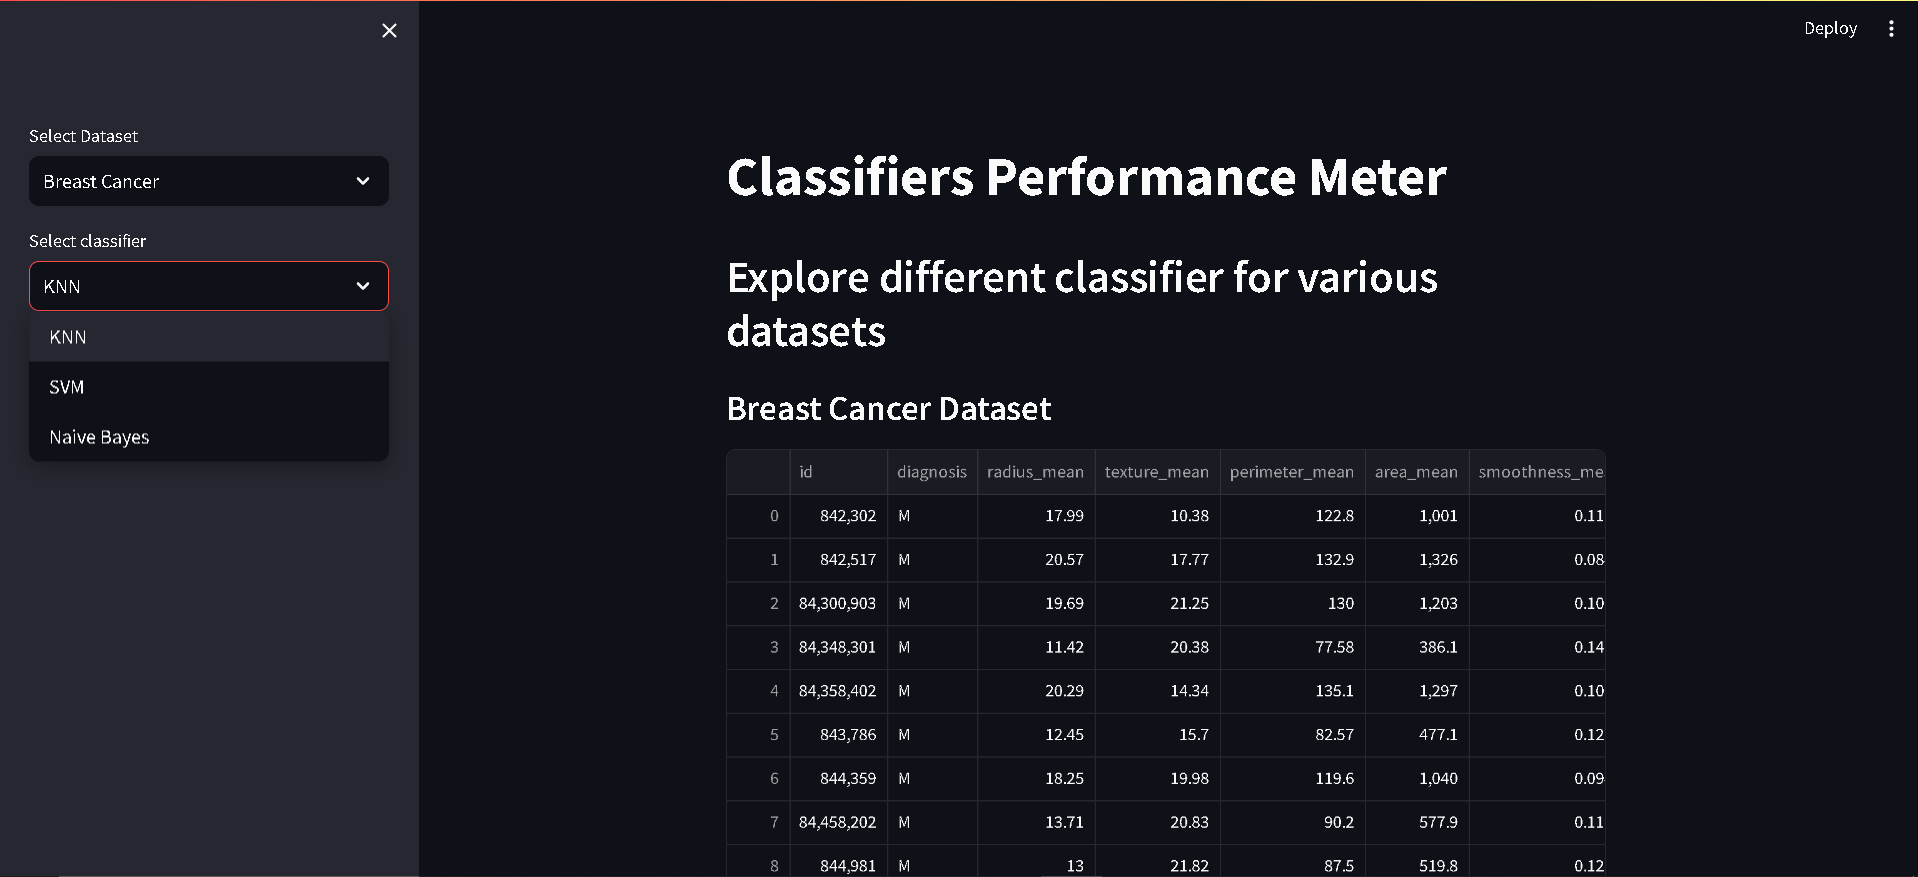 Deploy
Select Dataset
Breast Cancer
Select classifier
KNN
KNN
SVM
Naive Bayes
Classifiers Performance Meter
Explore different classifier for various
datasets
Breast Cancer Dataset
id diagnosis radius_mean texture_mean perimeter_mean area_mean smoothness_me
0 842,302 M 17.99 10.38 122.8 1,001 0.11
1 842,517 M 20.57 17.77 132.9 1,326 0.08
2 84,300,903 M 19.69 21.25 130 1,203 0.10
3 84,348,301 M 11.42 20.38 77.58 386.1 0.14
4 84,358,402 M 20.29 14.34 135.1 1,297 0.10
5 843,786 M 12.45 15.7 82.57 477.1 0.12
6 844,359 M 18.25 19.98 119.6 1,040 0.09
7 84,458,202 M 13.71 20.83 90.2 577.9 0.11
8 844,981 M 13 21.82 87.5 519.8 0.12